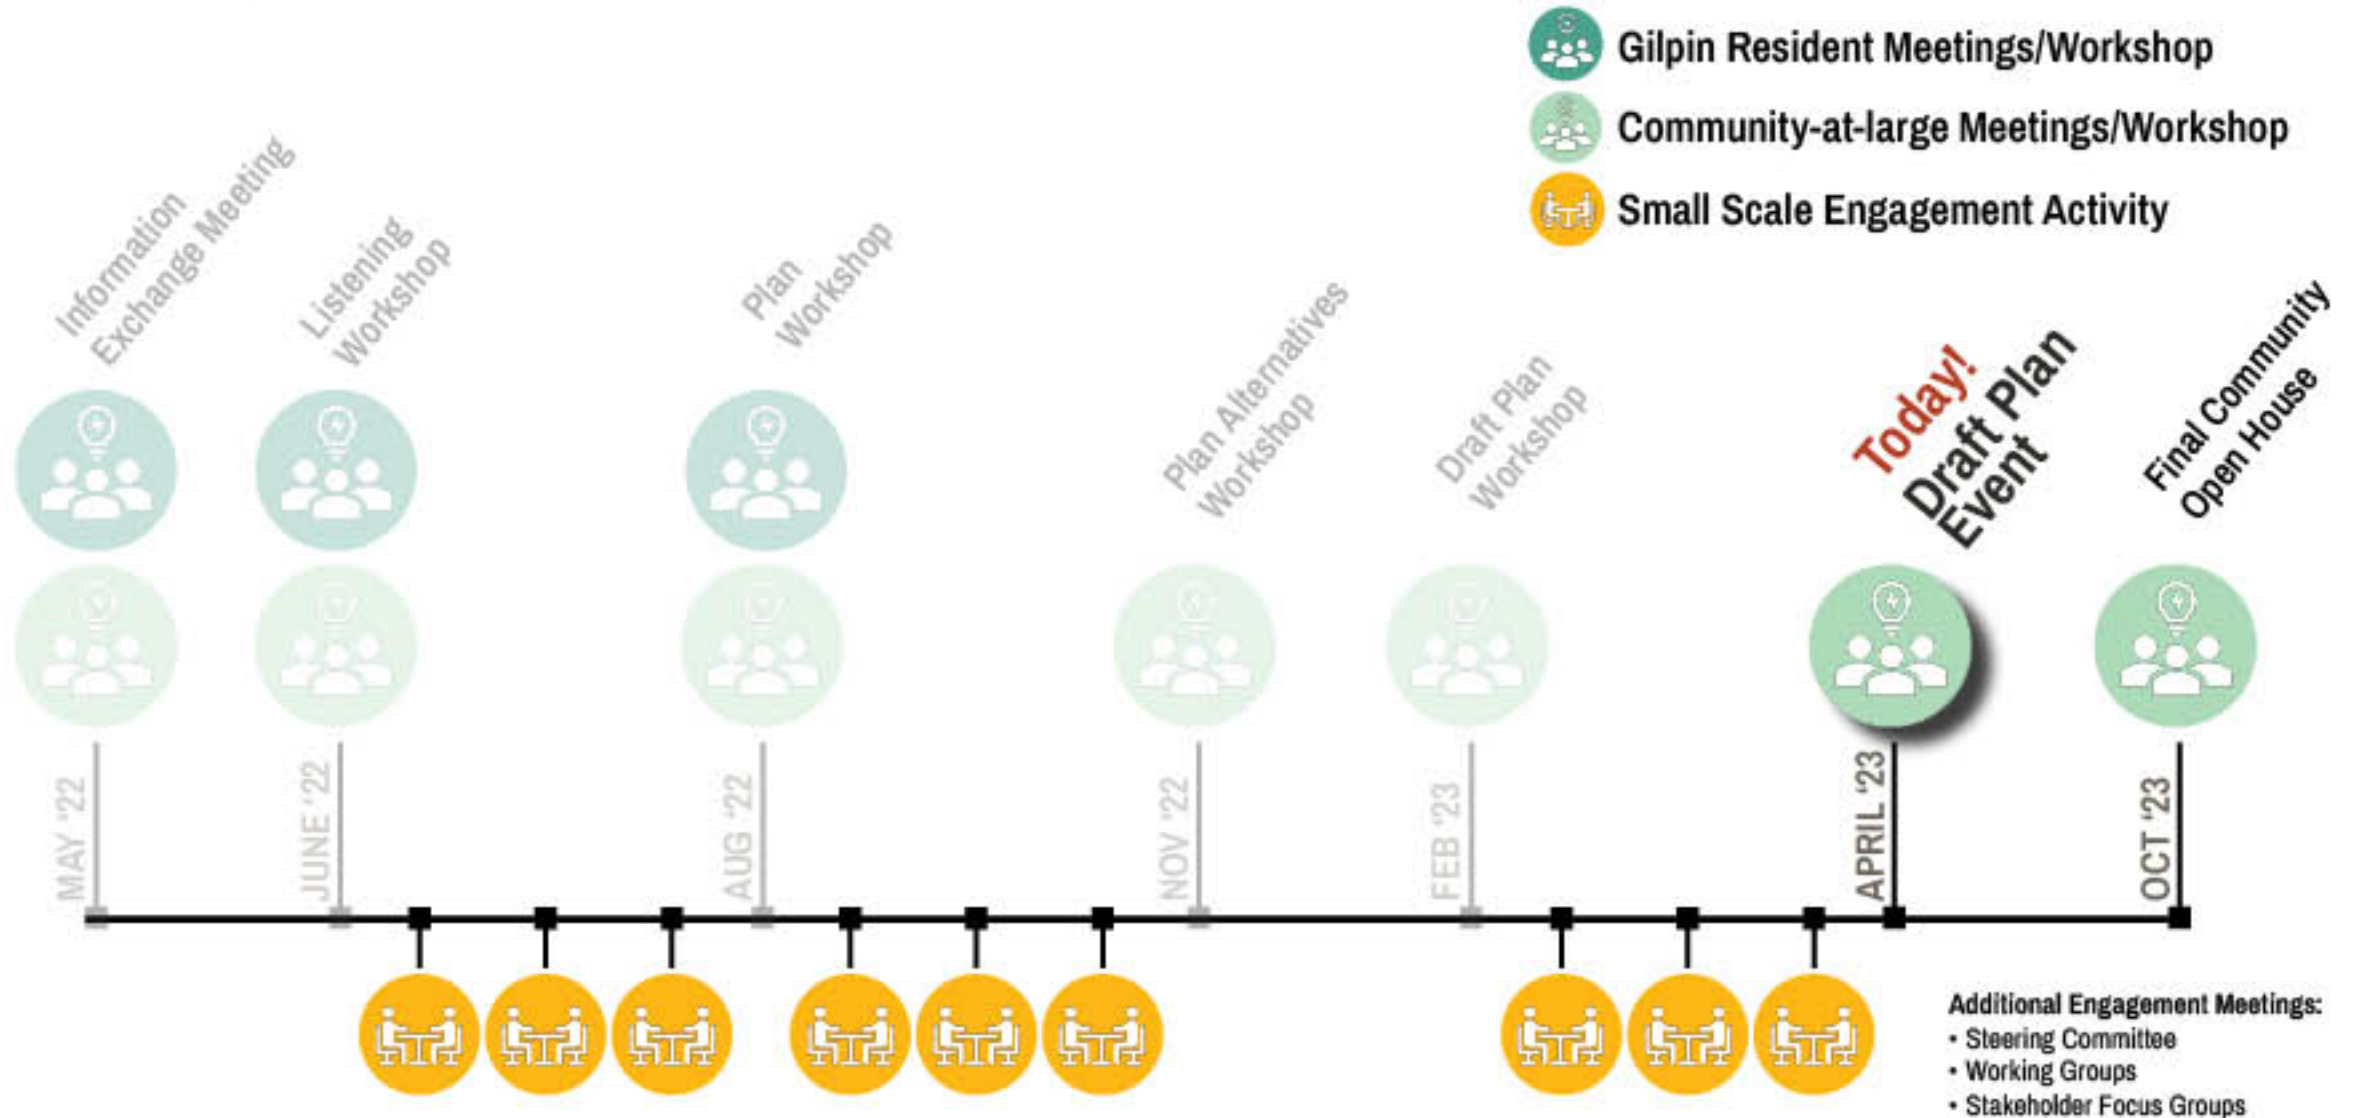 Gilpin Resident Meetings/Workshop
Community-at-large Meetings/Workshop
Small Scale Engagement Activity
Information
Exchange Meeting
Listening
Workshop
Plan
Workshop
Plan Alternatives
Workshop
Draft Plan
Workshop
Today!
Draft Plan
Event
Final Community
Open House
MAY '22
JUNE '22
AUG '22
NOV '22
FEB '23
APRIL '23
OCT '23
Additional Engagement Meetings:
• Steering Committee
• Working Groups
• Stakeholder Focus Groups